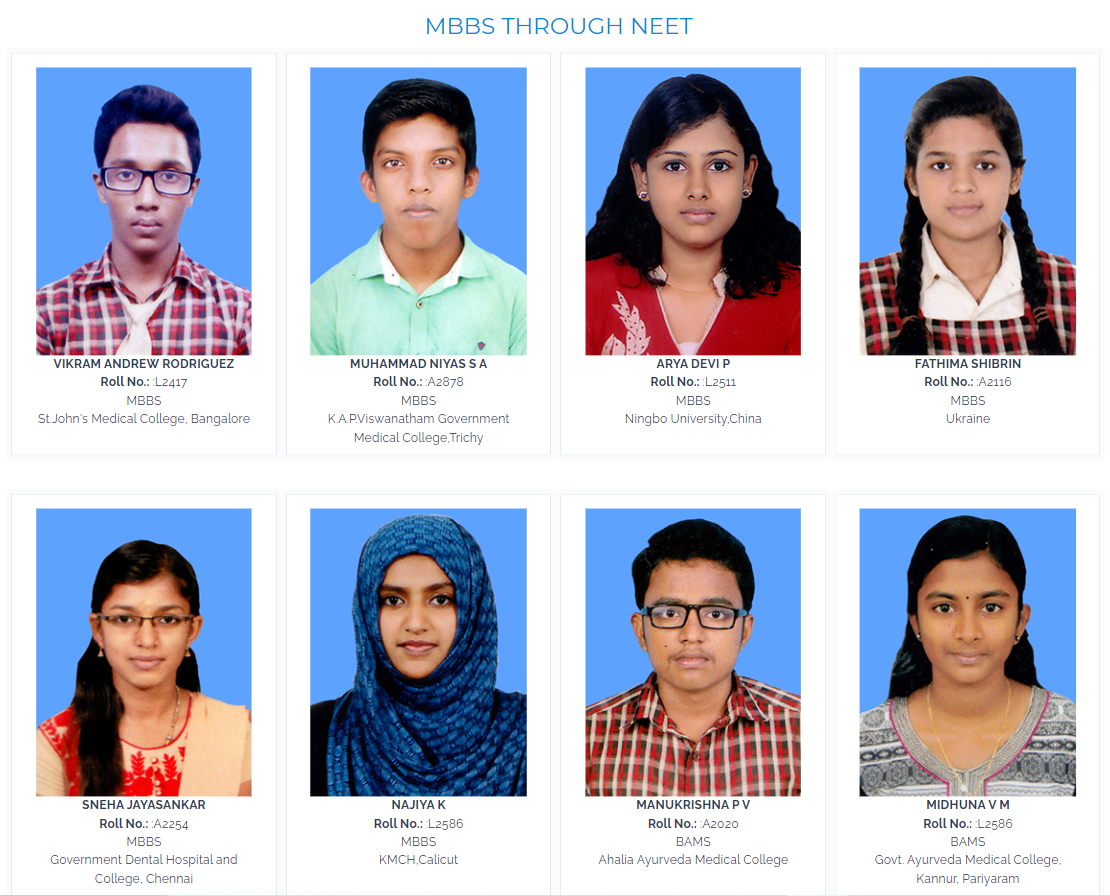 MBBS THROUGH NEET
VIKRAM ANDREW RODRIGUEZ
Roll No.: :L2417
MBBS
St.John's Medical College, Bangalore
MUHAMMAD NIYAS S A
Roll No.: :A2878
MBBS
K.A.P.Viswanatham Government
Medical College,Trichy
ARYA DEVI P
Roll No.: :L2511
MBBS
Ningbo University,China
FATHIMA SHIBRIN
Roll No.: :A2116
MBBS
Ukraine
SNEHA JAYASANKAR
Roll No.: :A2254
MBBS
Government Dental Hospital and
College, Chennai
NAJIYA K
Roll No.: :L2586
MBBS
KMCH,Calicut
MANUKRISHNA P V
Roll No.: :A2020
BAMS
Ahalia Ayurveda Medical College
MIDHUNA V M
Roll No.: :L2586
BAMS
Govt. Ayurveda Medical College,
Kannur, Pariyaram